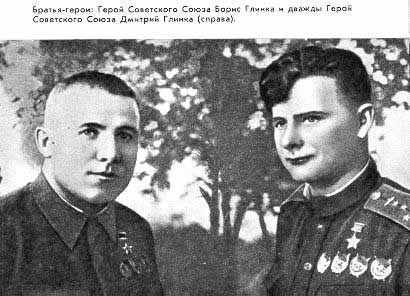 Братья-герои: Герой Советского Союза Борис Глинка и дважды Герой
Советского Союза Дмитрий Глинка (справа).